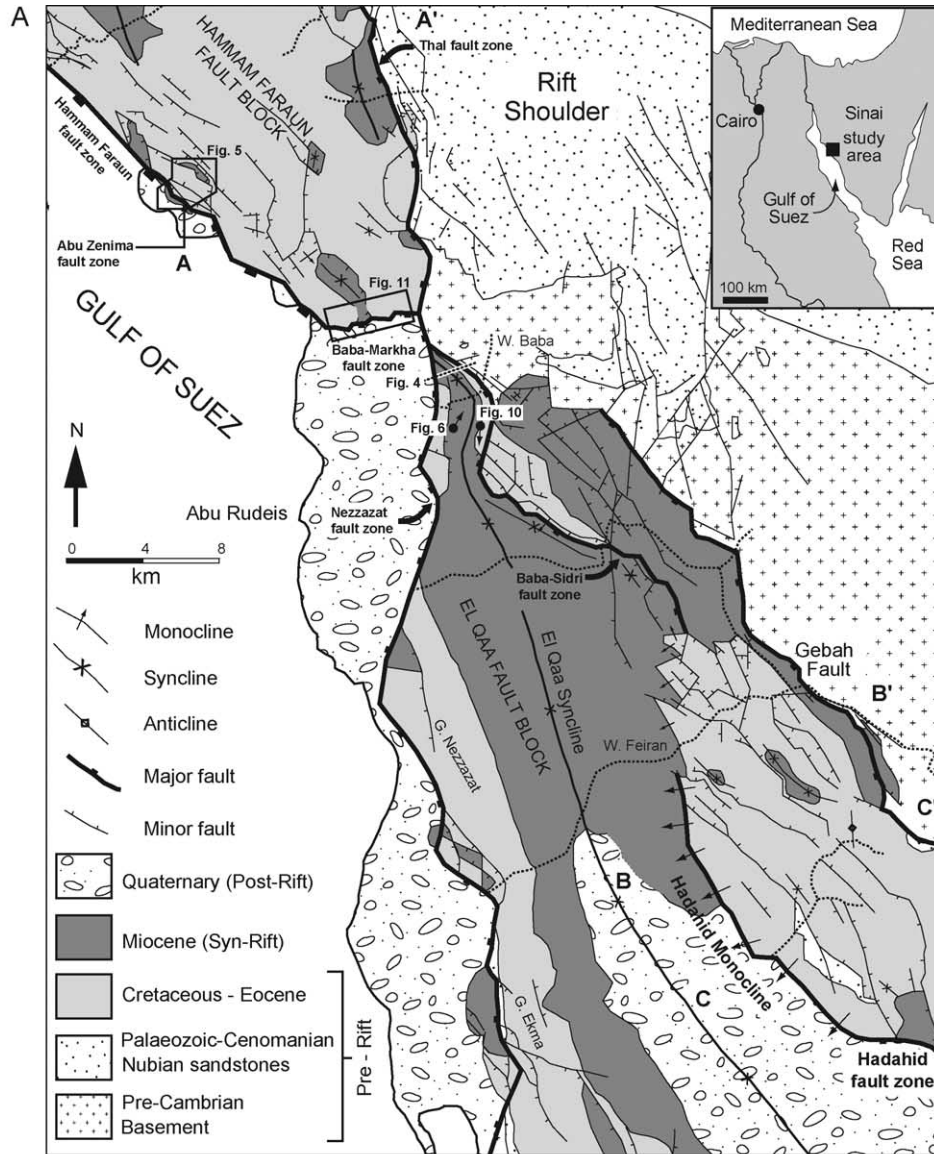 A
A'
Thal fault zone
HAMMAM FARAUN
FAULT BLOCK
Rift
Shoulder
Mediterranean Sea
Cairo
Sinai
study
area
Gulf of
Suez
Red
Sea
100 km
Hammam Faraun
fault zone
Fig. 5
Abu Zenima
fault zone
A
Fig. 11
GULF OF SUEZ
Baba-Markha
fault zone
W. Baba
Fig. 4
Fig. 6
Fig. 10
N
Abu Rudeis
Nezzazat
fault zone
0 4 8
km
Baba-Sidri
fault zone
EL QAA FAULT BLOCK
El Qaa Syncline
Gebah
Fault
B'
G. Nezzazat
W. Feiran
C'
B
Hadahid Monocline
C
G. Ekma
Hadahid
fault zone
Monocline
Syncline
Anticline
Major fault
Minor fault
Quaternary (Post-Rift)
Miocene (Syn-Rift)
Cretaceous - Eocene
Palaeozoic-Cenomanian
Nubian sandstones
Pre-Cambrian
Basement
Pre - Rift